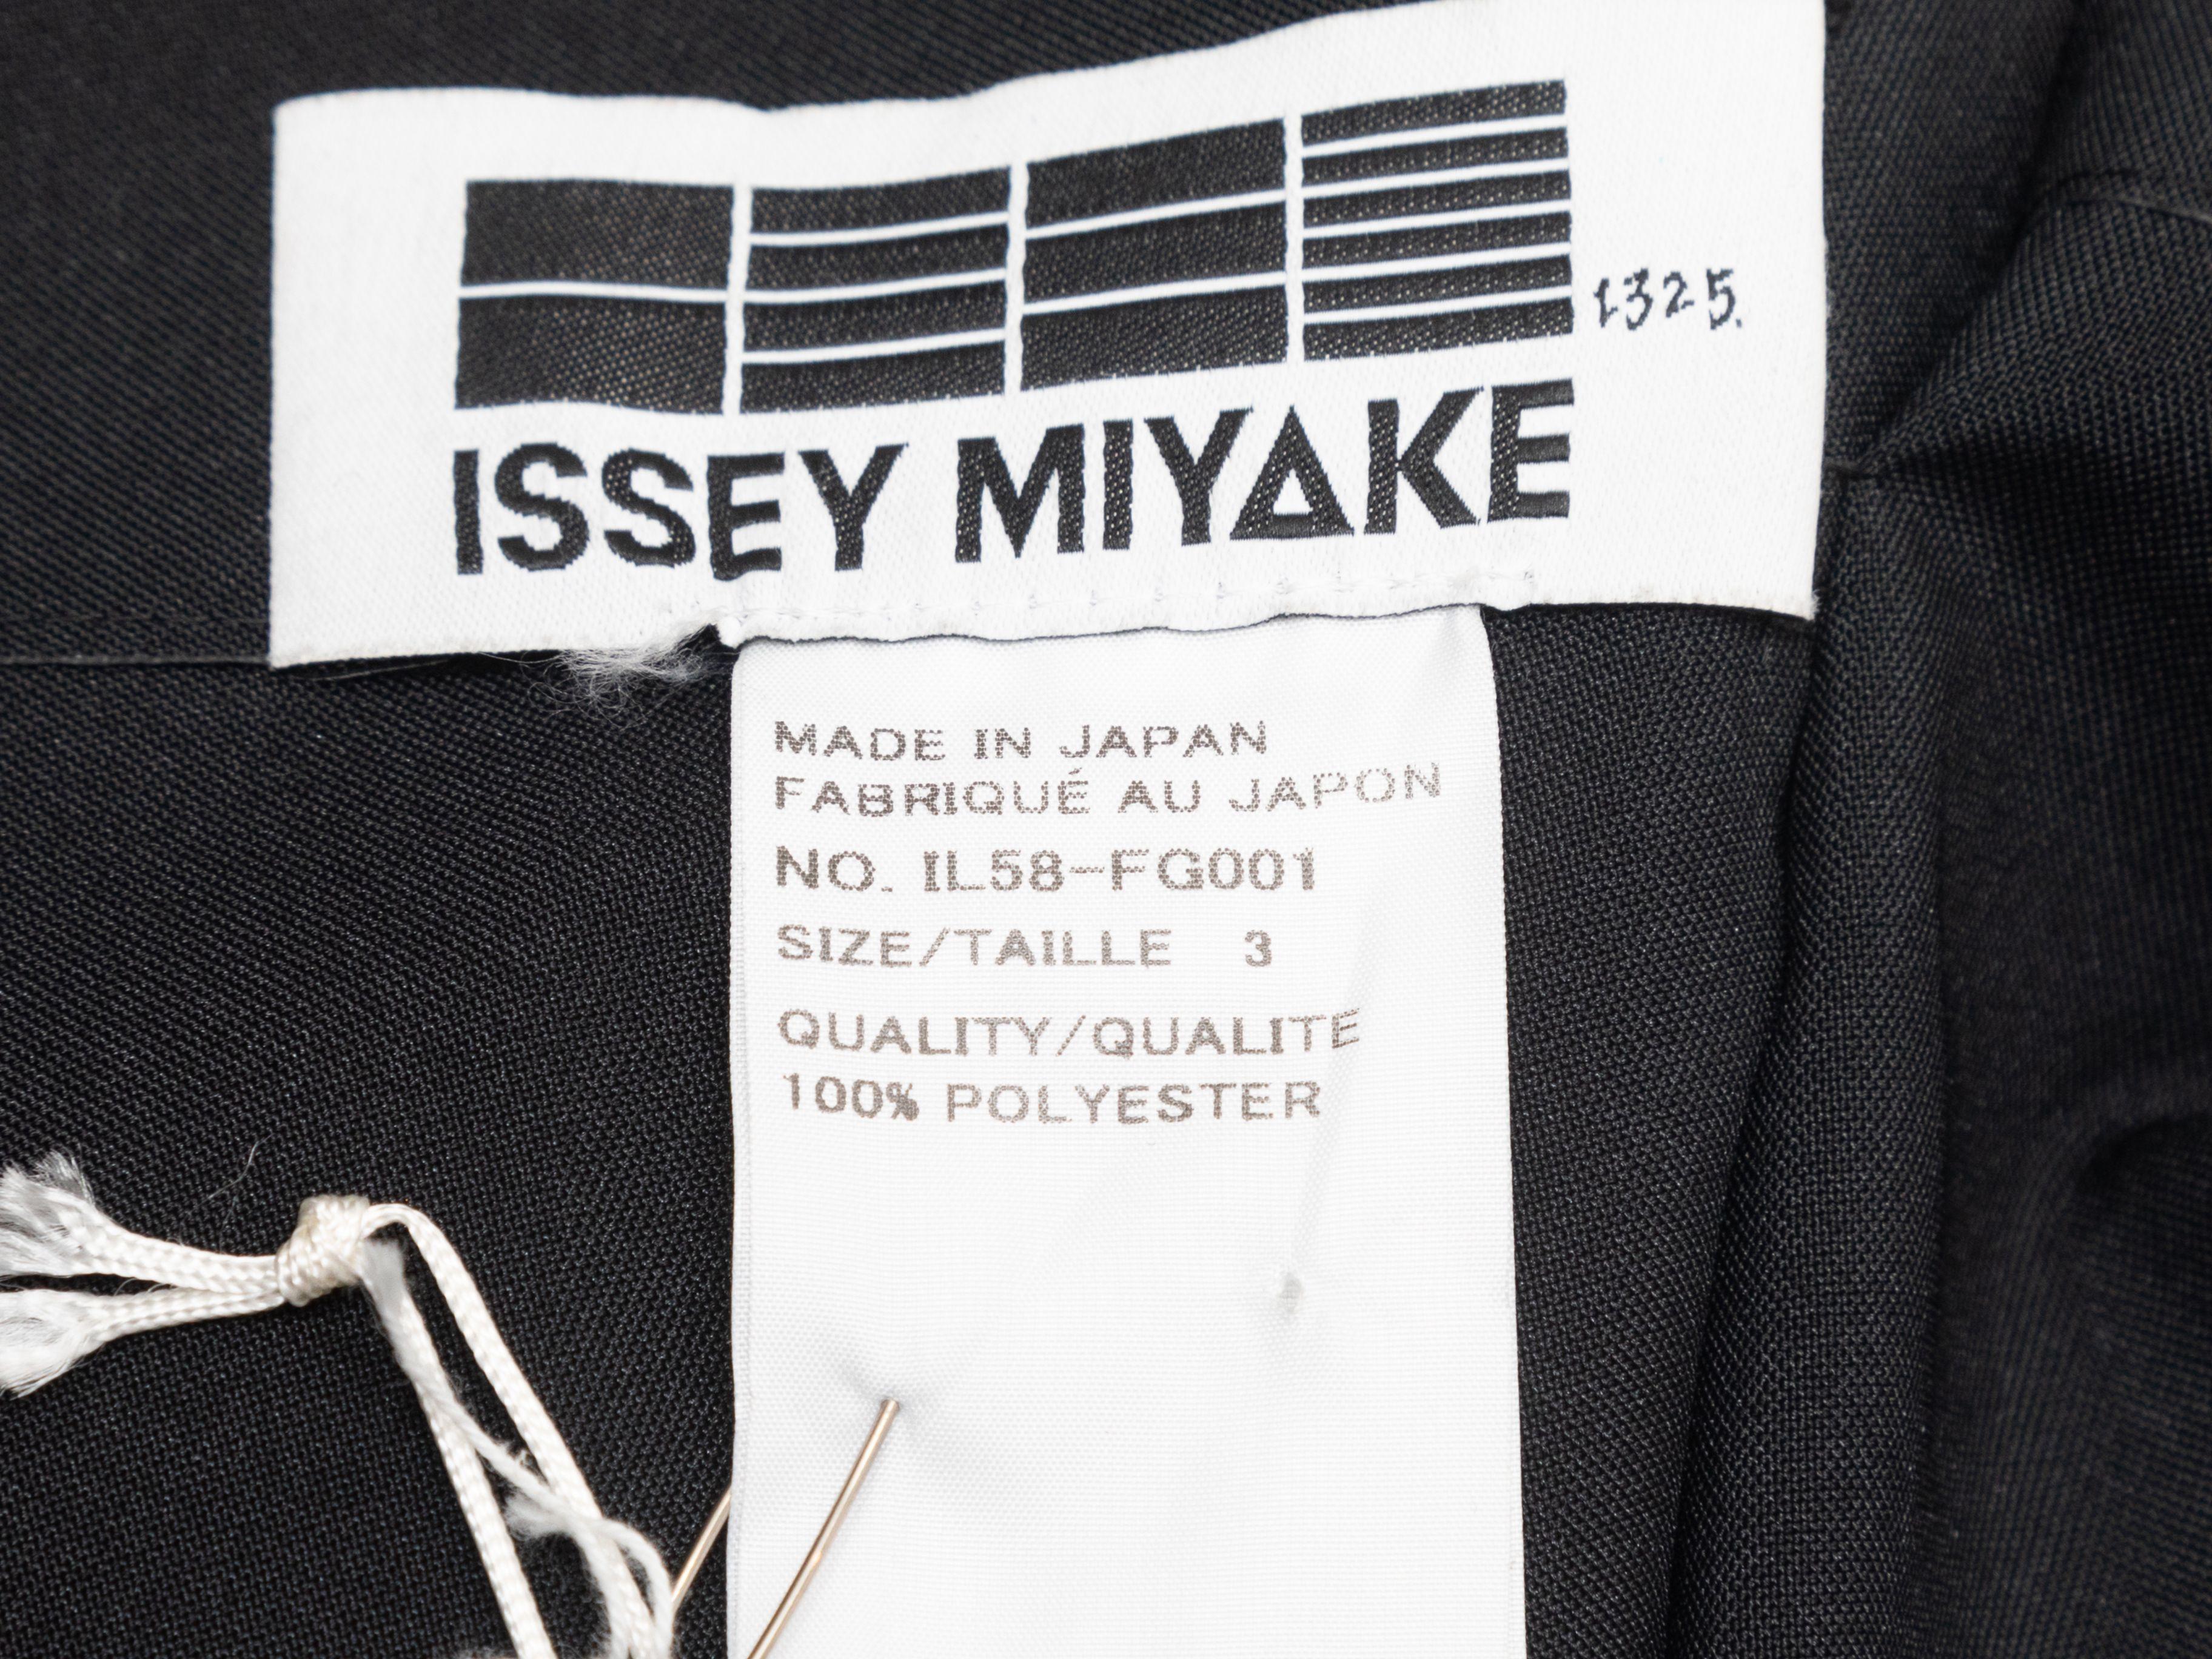 1325.
ISSEY MIYAKE
MADE IN JAPAN
FABRIQUÉ AU JAPON
NO. IL58-FG001
SIZE/TAILLE 3
QUALITY/QUALITE
100% POLYESTER